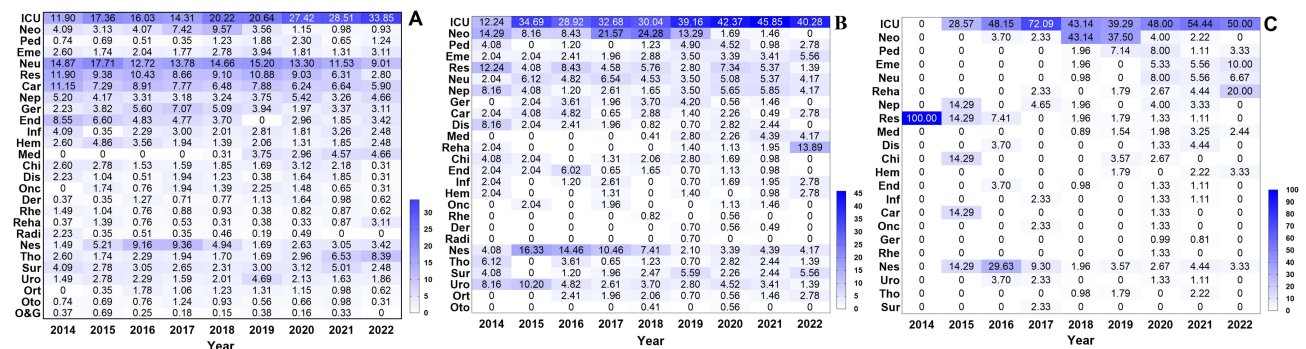 A
ICU 11.90 17.36 16.03 14.31 20.22 20.64 27.42 28.51 33.85
Neo 4.09 3.13 4.07 7.42 9.57 3.29 1.15 0.98 0.93
Ped 0.74 0.69 0.51 0.35 1.23 1.88 2.30 1.65 1.24
Eme 2.60 1.74 2.04 1.77 2.78 3.94 1.81 1.31 3.11
Neu 14.87 17.71 12.72 13.78 14.66 15.20 13.30 11.53 9.01
Res 11.90 9.38 10.43 8.66 9.10 10.88 9.03 6.31 2.80
Car 11.15 7.29 8.91 7.77 6.48 7.88 6.24 6.64 5.90
Nep 5.20 4.17 3.31 3.18 3.24 3.75 5.42 3.26 4.66
Ger 2.23 3.82 5.60 7.07 5.09 3.94 1.97 3.37 3.11
End 8.55 6.60 4.83 4.77 3.70 0 2.96 1.85 3.42
Inf 4.09 0.35 2.29 3.00 2.01 2.81 1.81 3.26 2.48
Hem 2.60 4.86 3.56 1.94 1.39 2.06 1.31 1.85 2.48
Med 0 0 0 0 0.31 3.75 2.96 4.57 4.66
Chi 2.60 2.78 1.53 1.59 1.85 1.69 3.12 2.18 0.31
Dis 2.23 1.04 0.51 1.94 1.23 0.38 1.64 1.85 0.31
Onc 0 1.74 0.76 1.94 1.39 2.25 1.48 0.65 0.31
Der 0.37 0.35 1.27 0.71 0.77 1.13 1.64 0.98 0.62
Rhe 1.49 1.04 0.76 0.88 0.93 0.38 0.82 0.87 0.62
Reha 0.37 1.39 0.76 0.53 0.31 0.38 0.33 0.87 3.11
Radi 2.23 0.35 0.51 0.35 0.46 0.19 0.49 0 0
Nes 1.49 5.21 9.16 9.36 4.94 1.69 2.63 3.05 3.42
Tho 2.60 1.74 2.29 1.94 1.70 1.69 2.96 6.53 8.39
Sur 4.09 2.78 3.05 2.65 2.31 3.00 3.12 5.01 2.48
Uro 1.49 2.78 2.29 1.59 2.01 4.69 2.13 1.63 1.86
Ort 0 0.35 1.78 1.06 1.23 1.31 1.15 0.98 0.62
Oto 0.74 0.69 0.76 1.24 0.93 0.56 0.66 0.98 0.31
O&G 0.37 0.69 0.25 0.18 0.15 0.38 0.16 0.33 0
2014 2015 2016 2017 2018 2019 2020 2021 2022
Year
30
25
20
15
10
5
0
B
ICU 12.24 34.69 28.92 32.68 30.04 39.16 42.37 45.85 40.28
Neo 14.29 8.16 8.43 21.57 24.28 13.29 1.69 1.46 0
Ped 4.08 0 1.20 0 1.23 4.90 4.52 0.98 2.78
Eme 2.04 2.04 2.41 1.96 2.88 3.50 3.39 3.41 5.56
Res 12.24 4.08 8.43 4.58 5.76 2.80 7.34 5.37 1.39
Neu 2.04 6.12 4.82 6.54 4.53 3.50 5.08 5.37 4.17
Nep 8.16 4.08 1.20 2.61 1.65 3.50 5.65 5.85 4.17
Ger 0 2.04 3.61 1.96 3.70 4.20 0.56 1.46 0
Car 2.04 4.08 4.82 0.65 2.88 1.40 2.26 0.49 2.78
Dis 8.16 2.04 2.41 1.96 0.82 0.70 2.82 2.44 0
Med 0 0 0 0 0.41 2.80 2.26 4.39 4.17
Reha 2.04 0 0 0 0 1.40 1.13 1.95 13.89
Chi 4.08 2.04 0 1.31 2.06 2.80 1.69 0.98 0
End 2.04 2.04 6.02 0.65 1.65 0.70 1.13 0.98 0
Inf 2.04 0 1.20 2.61 0 0.70 1.69 1.95 2.78
Hem 2.04 0 0 1.31 0 1.40 0 0.98 2.78
Onc 0 2.04 0 1.96 0 0 1.13 1.46 0
Rhe 0 0 0 0 0.82 0 0.56 0 0
Der 0 0 0 0 0 0.70 0.56 0.49 0
Radi 0 0 0 0 0 0.70 0 0 0
Nes 4.08 16.33 14.46 10.46 7.41 2.10 3.39 4.39 4.17
Tho 6.12 0 3.61 0.65 1.23 0.70 2.82 2.44 1.39
Sur 4.08 0 1.20 1.96 2.47 5.59 2.26 2.44 5.56
Uro 8.16 10.20 4.82 2.61 3.70 2.80 4.52 3.41 1.39
Ort 0 0 2.41 1.96 2.06 0.70 0.56 1.46 2.78
Oto 0 0 0 0 0.41 0 0.56 0 0
2014 2015 2016 2017 2018 2019 2020 2021 2022
Year
45
40
35
30
25
20
15
10
5
0
C
ICU 0 28.57 48.15 72.09 43.14 39.29 48.00 54.44 50.00
Neo 0 0 3.70 2.33 43.14 37.50 4.00 2.22 0
Ped 0 0 0 0 1.96 7.14 8.00 1.11 3.33
Eme 0 0 0 0 1.96 0 5.33 5.56 10.00
Neu 0 0 0 0 0.98 0 8.00 5.56 6.67
Reha 0 0 0 2.33 0 1.79 2.67 4.44 20.00
Nep 0 14.29 0 4.65 1.96 0 4.00 3.33 0
Res 100.00 14.29 7.41 0 1.96 1.79 1.33 1.11 0
Med 0 0 0 0 0.89 1.54 1.98 3.25 2.44
Dis 0 0 3.70 0 0 0 1.33 4.44 0
Chi 0 14.29 0 0 0 3.57 2.67 0 0
Hem 0 0 0 0 0 1.79 0 2.22 3.33
End 0 0 3.70 0 0.98 0 1.33 1.11 0
Inf 0 0 0 2.33 0 0 1.33 1.11 0
Car 0 14.29 0 0 0 0 1.33 0 0
Onc 0 0 0 2.33 0 0 1.33 0 0
Ger 0 0 0 0 0 0 0.99 0.81 0
Rhe 0 0 0 0 0 0 1.33 0 0
Nes 0 14.29 29.63 9.30 1.96 3.57 2.67 4.44 3.33
Uro 0 0 3.70 2.33 0 0 1.33 1.11 0
Tho 0 0 0 0 0.98 1.79 0 2.22 0
Sur 0 0 0 2.33 0 0 0 0 0
2014 2015 2016 2017 2018 2019 2020 2021 2022
Year
100
90
80
70
60
50
40
30
20
10
0